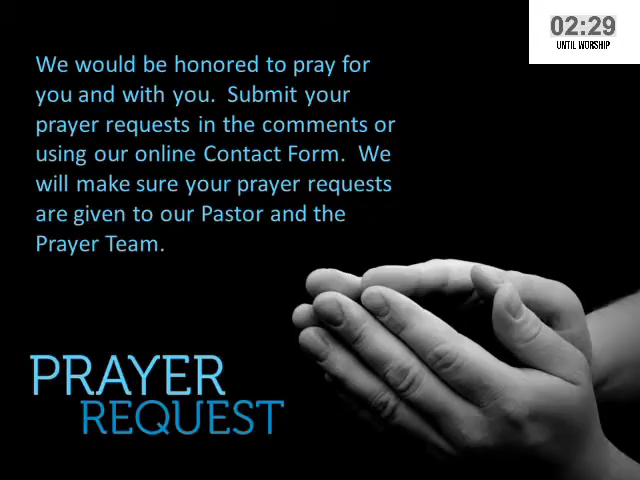 02:29
UNTIL WORSHIP
We would be honored to pray for
you and with you.  Submit your
prayer requests in the comments or
using our online Contact Form.  We
will make sure your prayer requests
are given to our Pastor and the
Prayer Team.
PRAYER
REQUEST